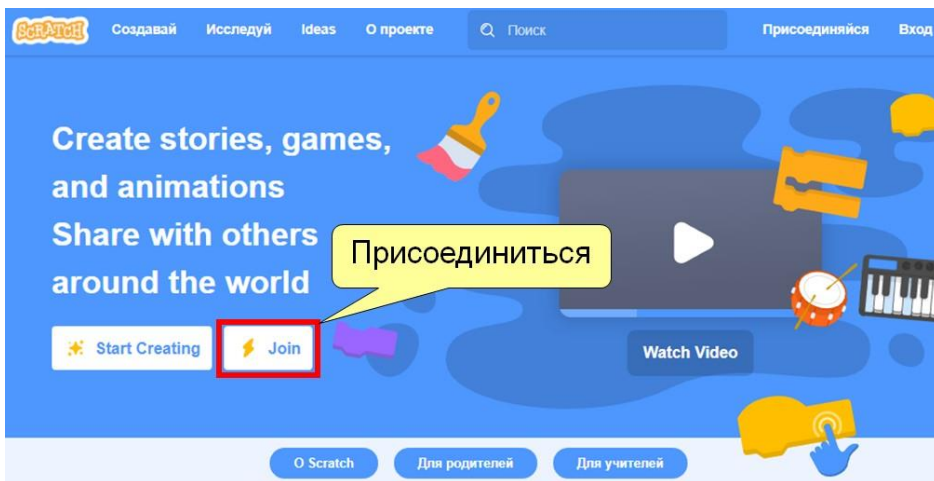 SCRATCH Создавай Исследуй Ideas О проекте Поиск Присоединяйся Вход
Create stories, games,
and animations
Share with others
around the world
Присоединиться
Start Creating Join
Watch Video
О Scratch Для родителей Для учителей